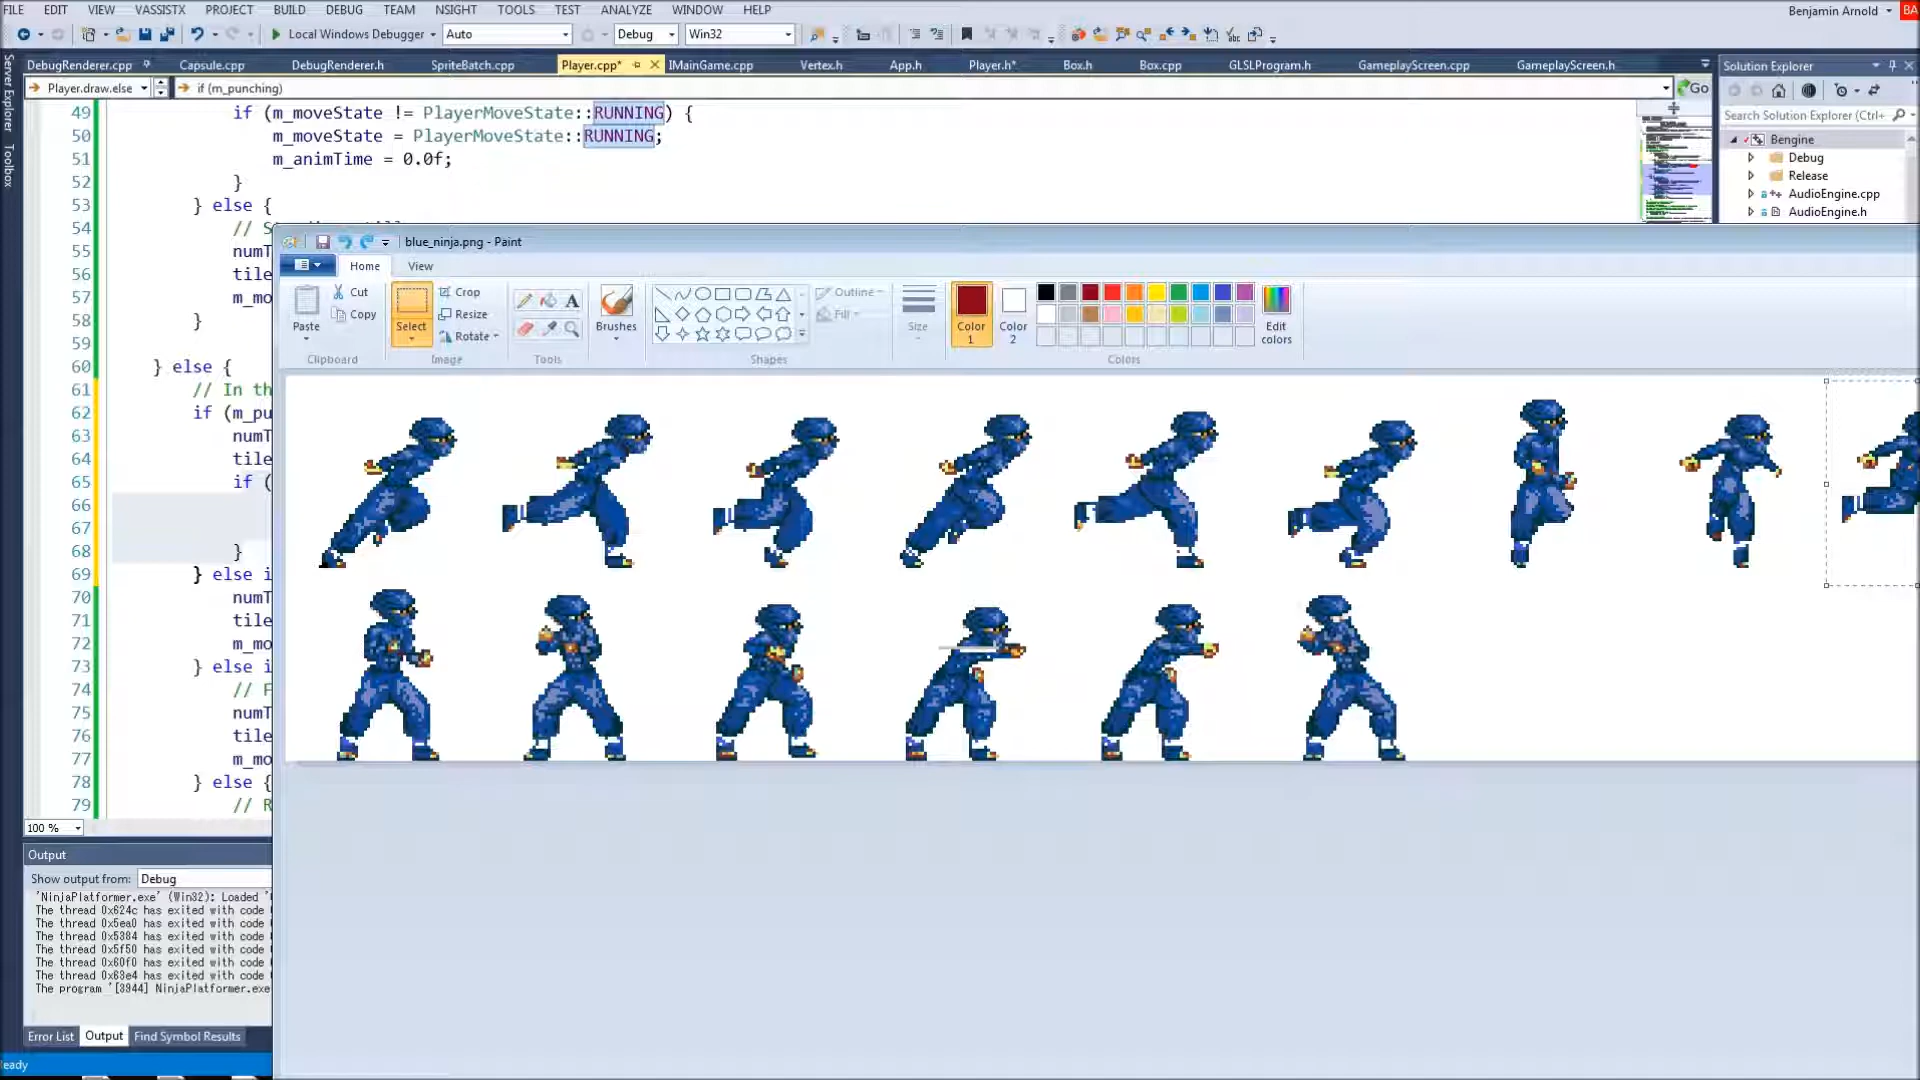 FILE EDIT VIEW VASSISTX PROJECT BUILD DEBUG TEAM NSIGHT TOOLS TEST ANALYZE WINDOW HELP Benjamin Arnold BA
Local Windows Debugger Auto Debug Win32
DebugRenderer.cpp Capsule.cpp DebugRenderer.h SpriteBatch.cpp Player.cpp* IMainGame.cpp Vertex.h App.h Player.h* Box.h Box.cpp GLSLProgram.h GameplayScreen.cpp GameplayScreen.h
Player.draw.else if (m_punching) Go
Server Explorer
Toolbox
49 if (m_moveState != PlayerMoveState::RUNNING) {
50 m_moveState = PlayerMoveState::RUNNING;
51 m_animTime = 0.0f;
52 }
53 } else {
54 // S
55 numT
56 tile
57 m_mo
58 }
59
60 } else {
61 // In th
62 if (m_pu
63 numT
64 tile
65 if (
66
67
68 }
69 } else i
70 numT
71 tile
72 m_mo
73 } else i
74 // F
75 numT
76 tile
77 m_mo
78 } else {
79 // R
100 %
Solution Explorer
Search Solution Explorer (Ctrl+
Bengine
Debug
Release
AudioEngine.cpp
AudioEngine.h
blue_ninja.png - Paint
Home View
Paste Cut Copy
Clipboard
Select Crop Resize Rotate
Image
A
Tools
Brushes
Outline Fill
Shapes
Size
Color 1
Color 2
Edit colors
Colors
Output
Show output from: Debug
'NinjaPlatformer.exe' (Win32): Loaded
The thread 0x624c has exited with code
The thread 0x5ea0 has exited with code
The thread 0x5384 has exited with code
The thread 0x5f50 has exited with code
The thread 0x60f0 has exited with code
The thread 0x63e4 has exited with code
The program '[3944] NinjaPlatformer.exe
Error List Output Find Symbol Results
eady